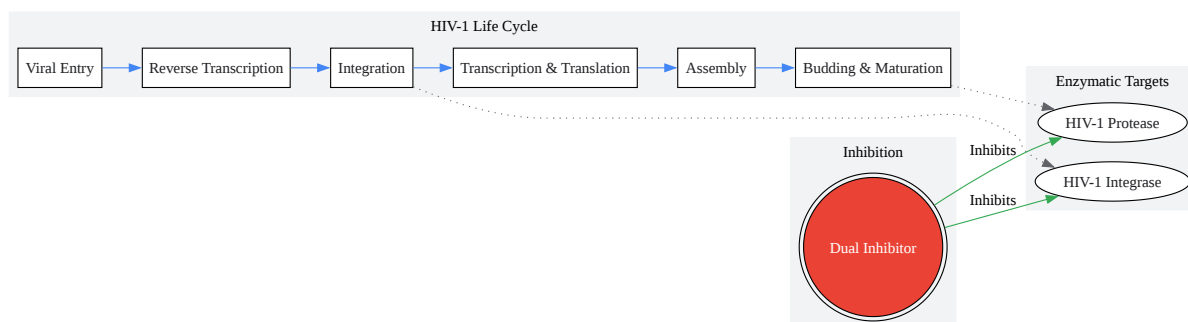 HIV-1 Life Cycle
Viral Entry
Reverse Transcription
Integration
Transcription & Translation
Assembly
Budding & Maturation
Enzymatic Targets
HIV-1 Protease
HIV-1 Integrase
Inhibition
Dual Inhibitor
Inhibits
Inhibits